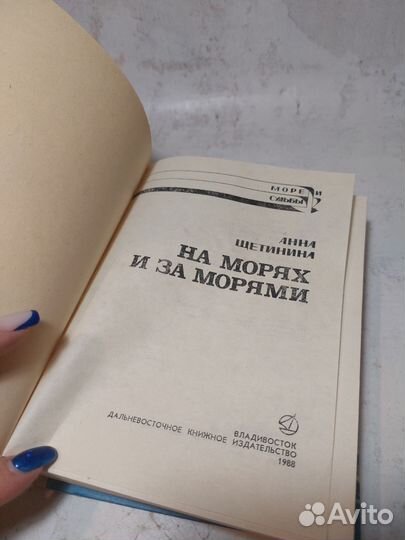 МОРЕ И
СУДЬБЫ
АННА
ЩЕТИНИНА
НА МОРЯХ
И ЗА МОРЯМИ
ВЛАДИВОСТОК
ДАЛЬНЕВОСТОЧНОЕ КНИЖНОЕ ИЗДАТЕЛЬСТВО
1988
Avito